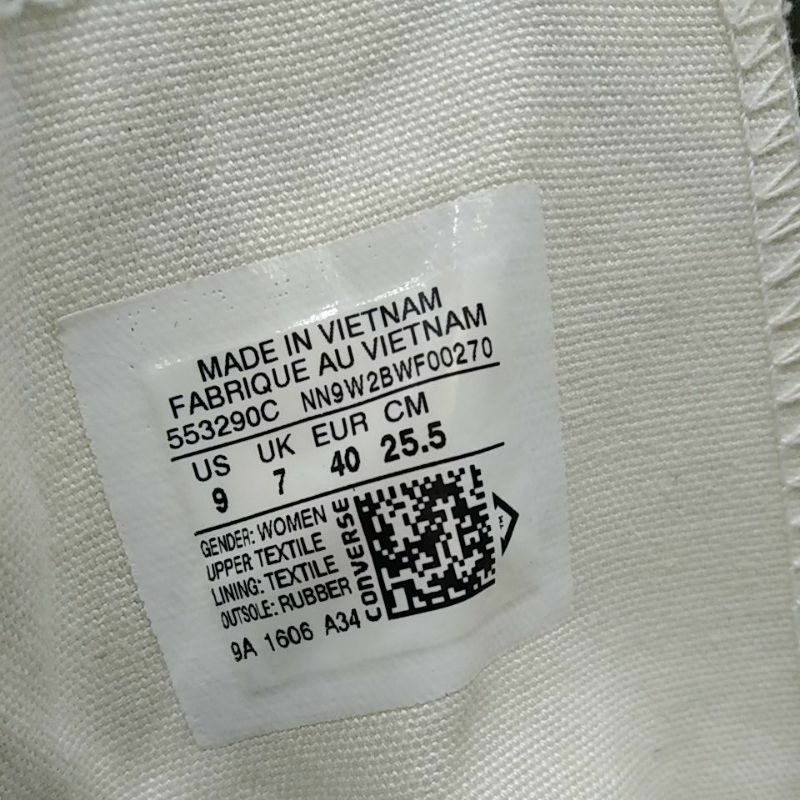 MADE IN VIETNAM
FABRIQUE AU VIETNAM
553290C NN9W2BWF00270
US UK EUR CM
9 7 40 25.5
GENDER: WOMEN
UPPER TEXTILE
LINING: TEXTILE
OUTSOLE: RUBBER
CONVERSE
9A 1606 A34